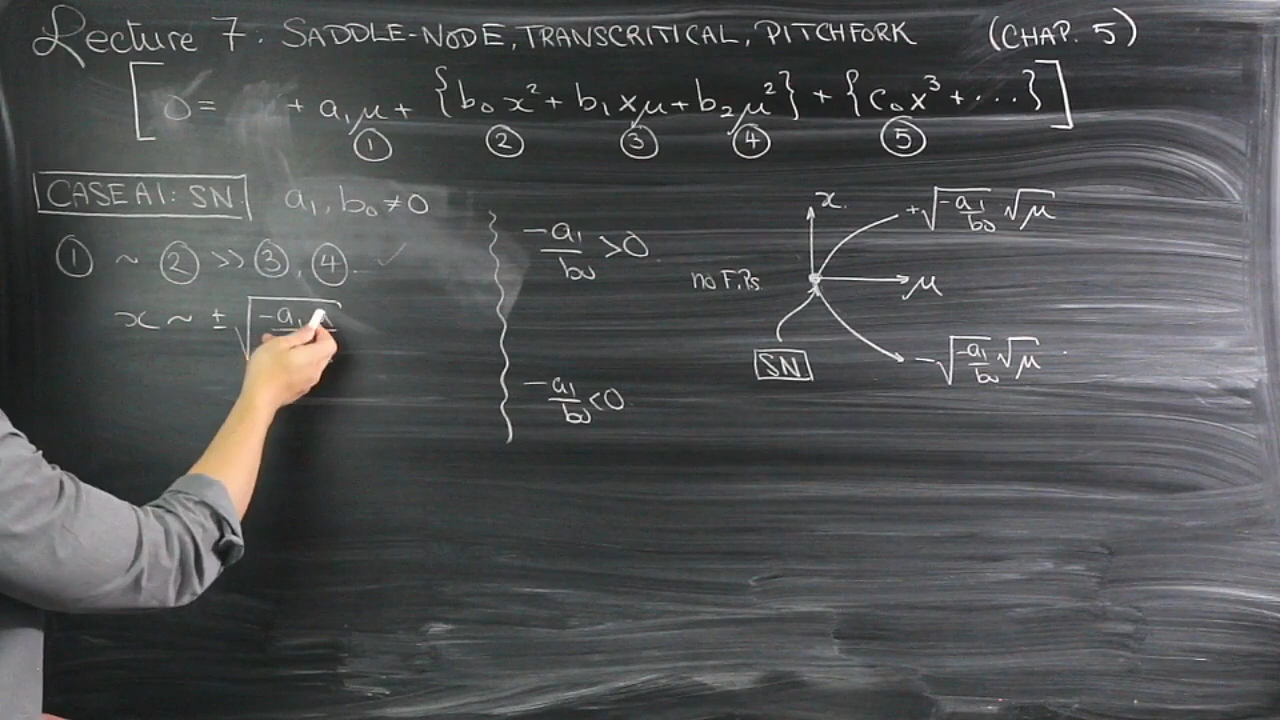 Lecture 7: SADDLE-NODE, TRANSCRITICAL, PITCHFORK (CHAP. 5)
[ 0 = + a₁μ + {b₀x² + b₁xμ + b₂μ²} + {c₀x³ + ...} ]
① ② ③ ④ ⑤
CASE A1: SN. a₁, b₀ ≠ 0
① ~ ② >> ③, ④. ✓
x ~ ± √(-a₁
-a₁/b₀ > 0
-a₁/b₀ < 0
x
+√(-a₁/b₀) √μ
no F.Ps
μ
SN
-√(-a₁/b₀) √μ